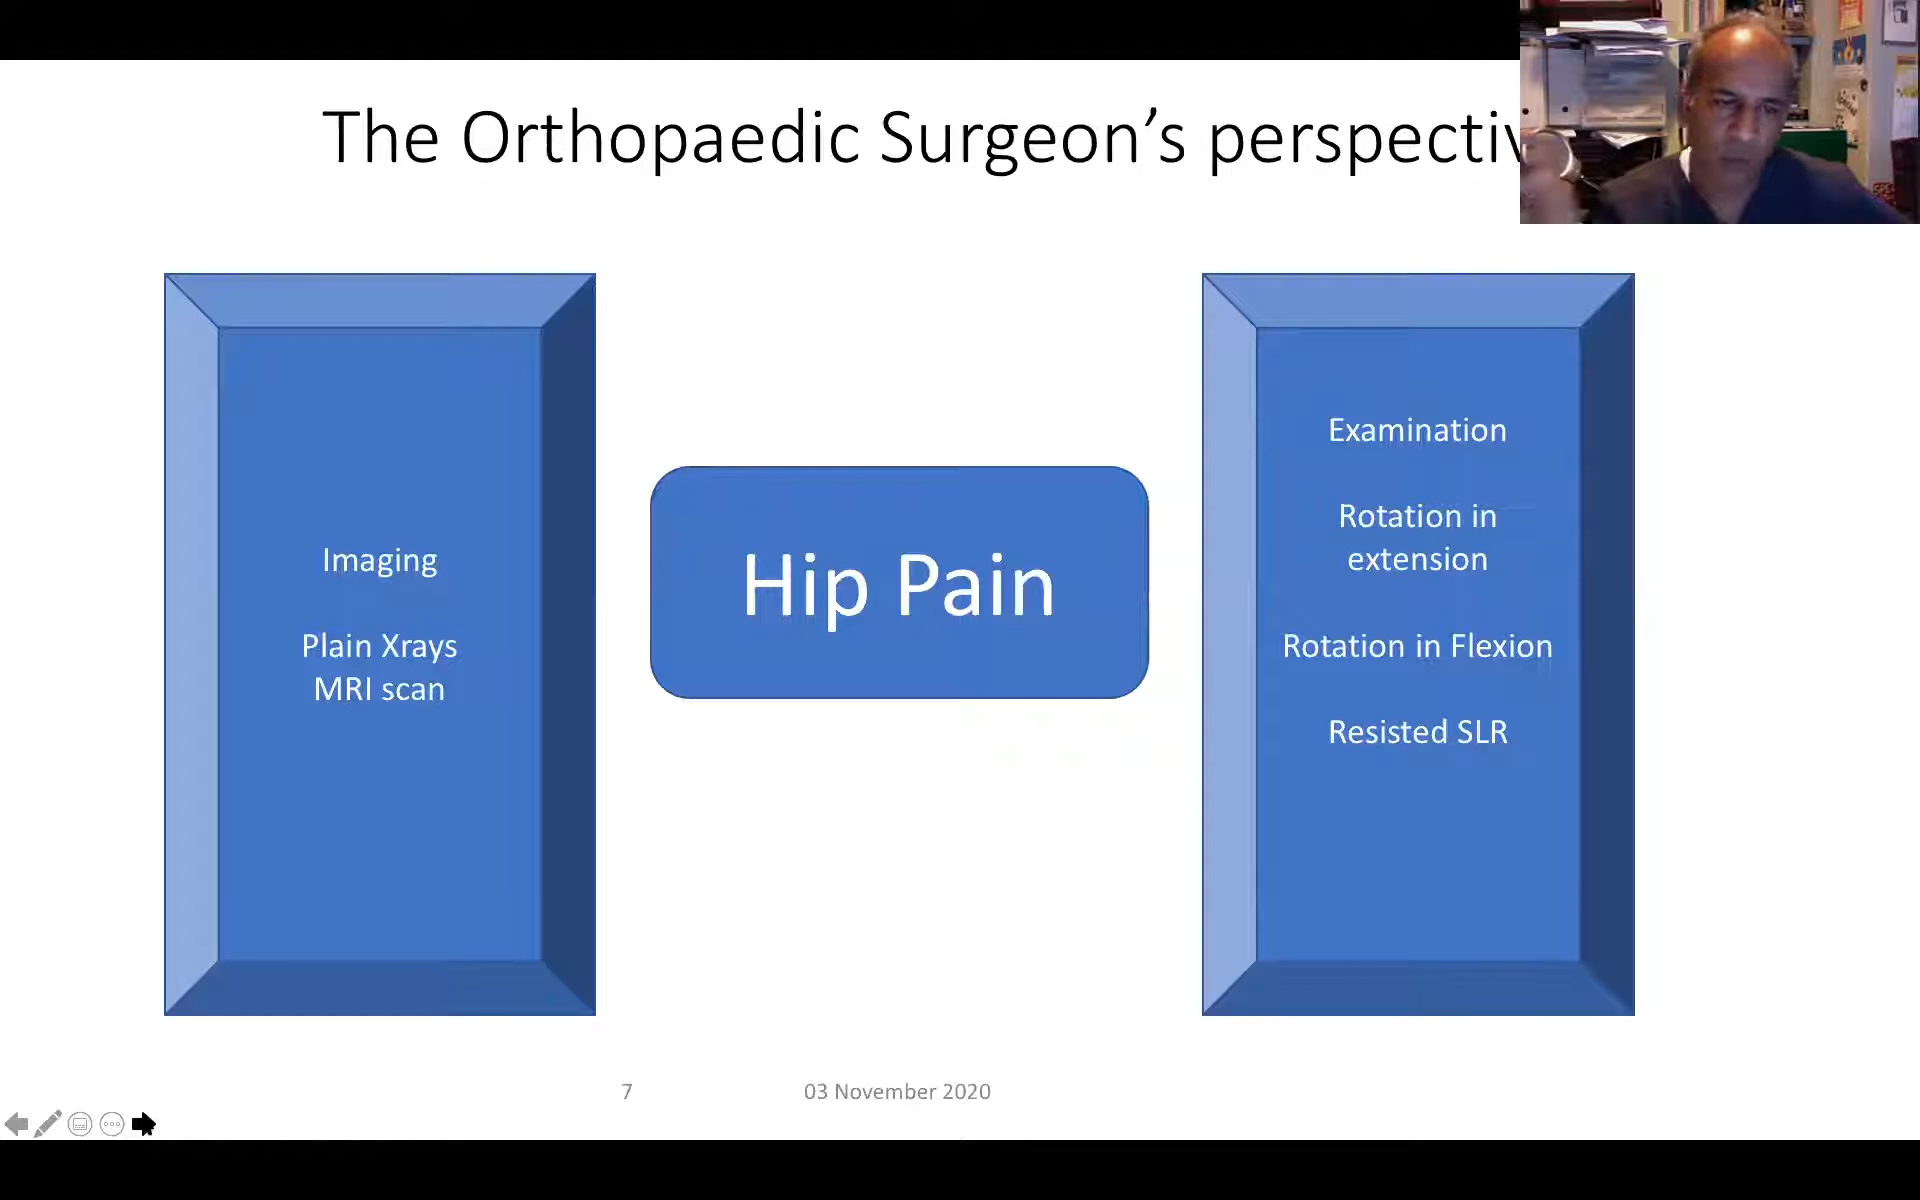 The Orthopaedic Surgeon's perspectiv
Imaging
Plain Xrays
MRI scan
Hip Pain
Examination
Rotation in
extension
Rotation in Flexion
Resisted SLR
7
03 November 2020